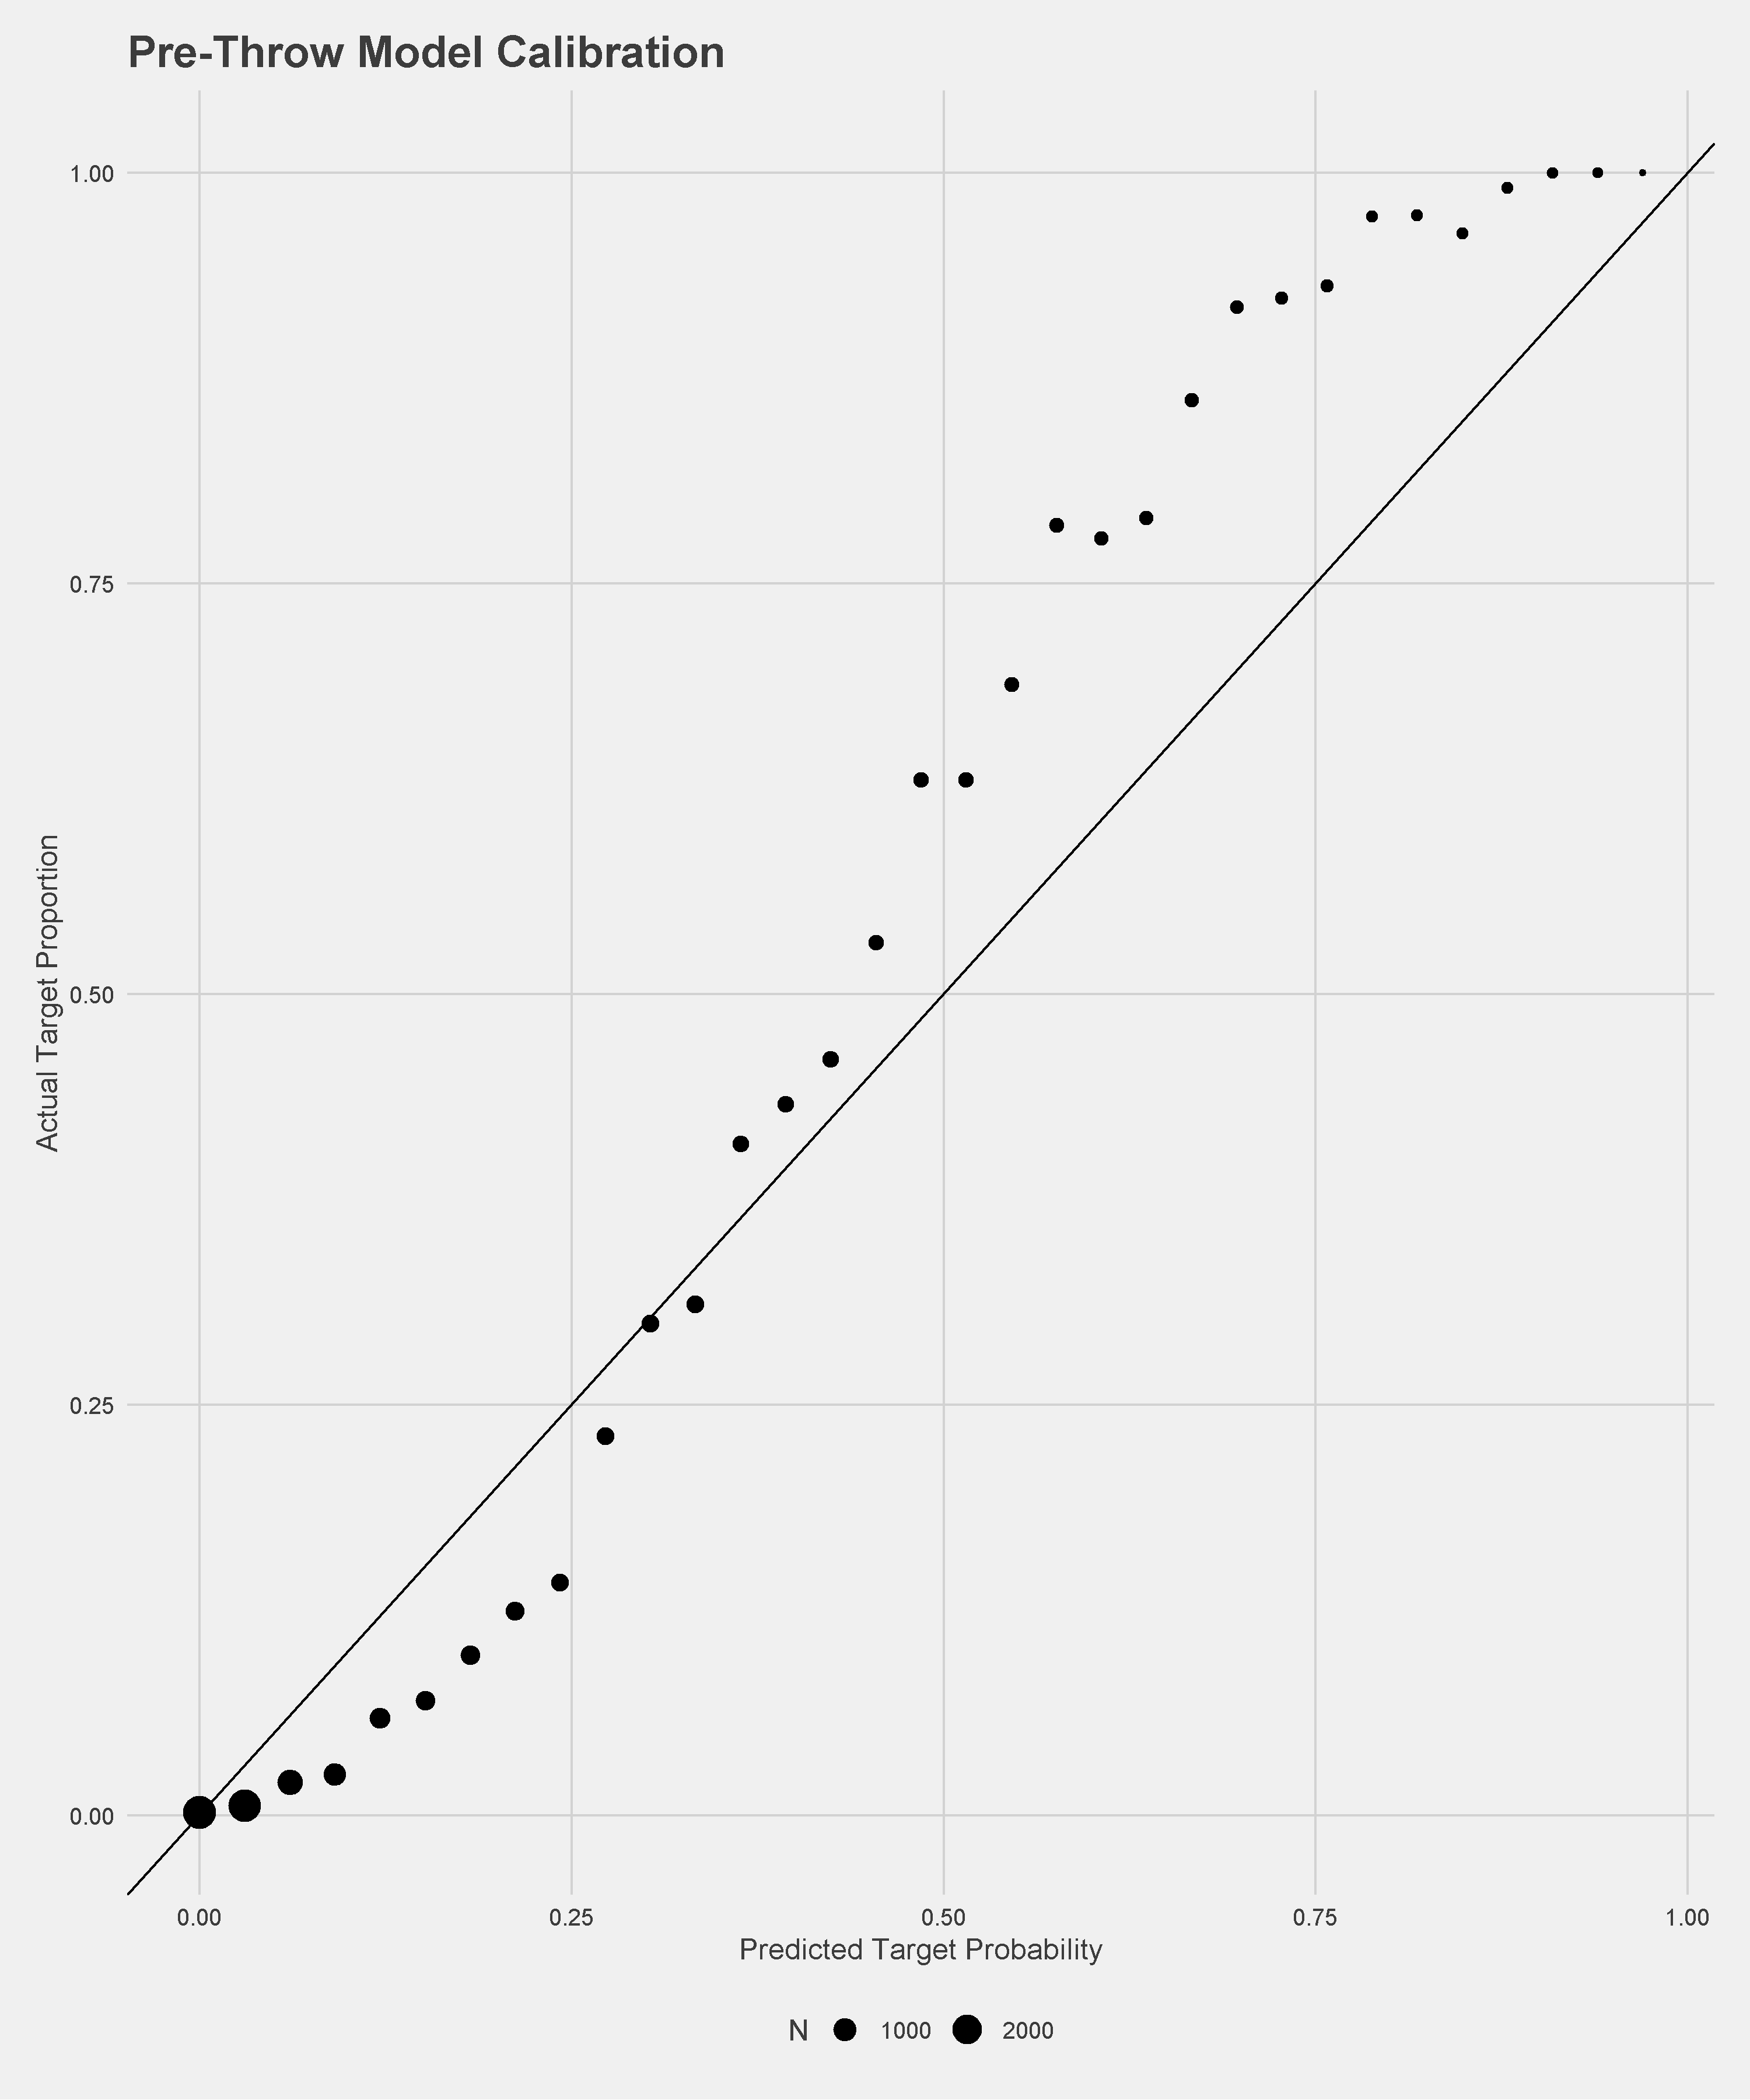 Pre-Throw Model Calibration
1.00
0.75
0.50
0.25
0.00
Actual Target Proportion
0.00 0.25 0.50 0.75 1.00
Predicted Target Probability
N 1000 2000